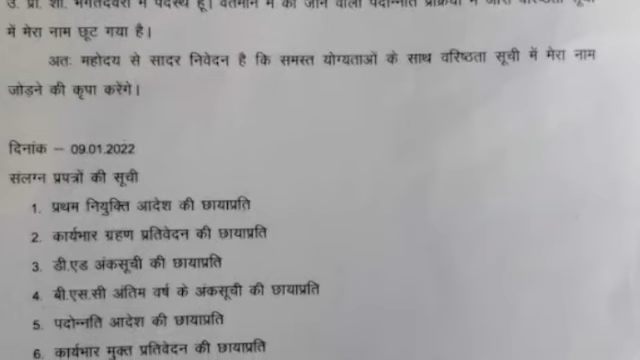 उ. प्रा. शा. भगतदेवरी में पदस्थ हूं। वर्तमान में की जाने वाली पदोन्नति प्रक्रिया में जारी वरिष्ठता सूची
में मेरा नाम छूट गया है।
अतः महोदय से सादर निवेदन है कि समस्त योग्यताओं के साथ वरिष्ठता सूची में मेरा नाम
जोड़ने की कृपा करेंगे।
दिनांक – 09.01.2022
संलग्न प्रपत्रों की सूची
1. प्रथम नियुक्ति आदेश की छायाप्रति
2. कार्यभार ग्रहण प्रतिवेदन की छायाप्रति
3. डी.एड अंकसूची की छायाप्रति
4. बी.एस.सी अंतिम वर्ष के अंकसूची की छायाप्रति
5. पदोन्नति आदेश की छायाप्रति
6. कार्यभार मुक्त प्रतिवेदन की छायाप्रति